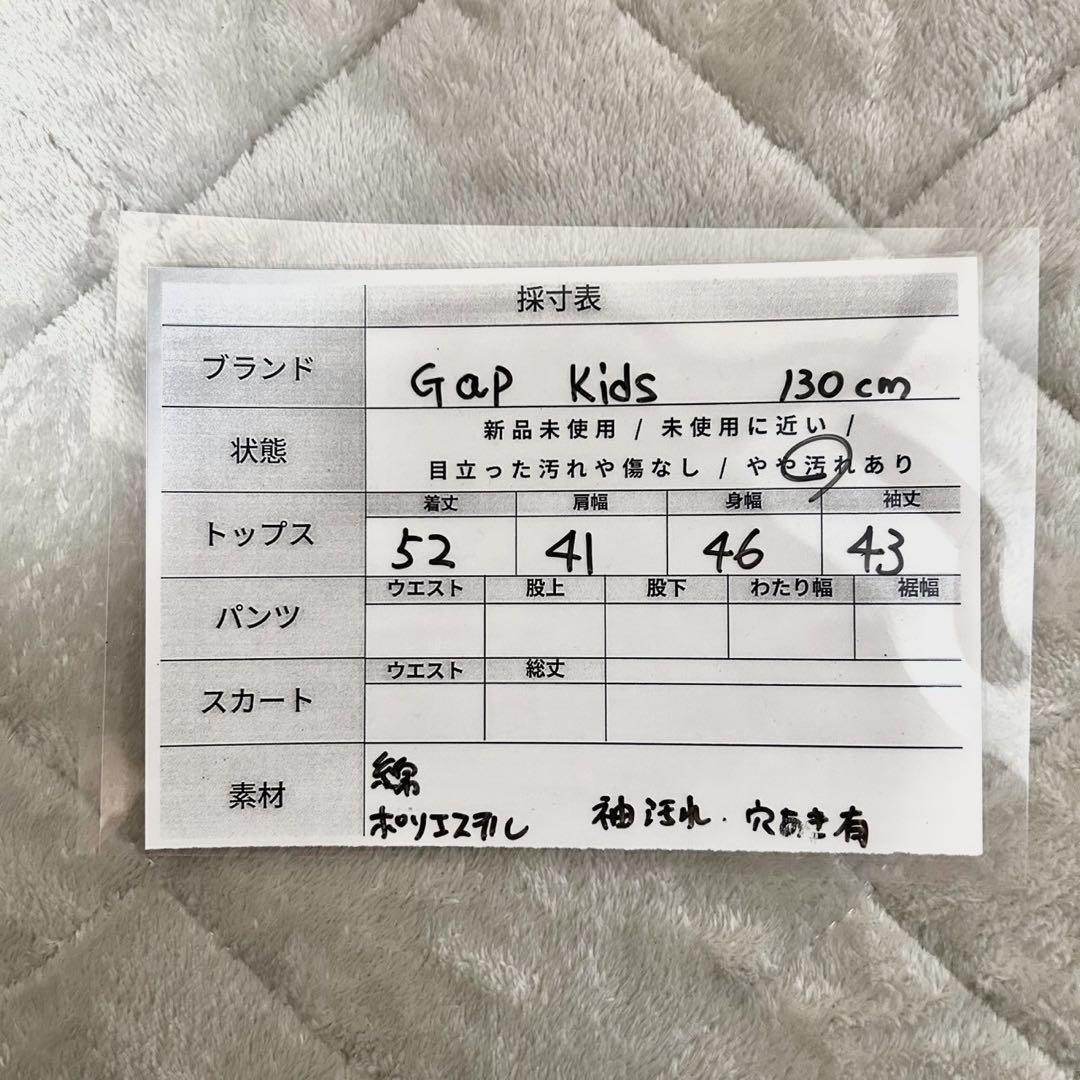 採寸表
ブランド Gap Kids 130cm
状態 新品未使用 / 未使用に近い /
目立った汚れや傷なし / やや汚れあり
着丈 肩幅 身幅 袖丈
トップス 52 41 46 43
ウエスト 股上 股下 わたり幅 裾幅
パンツ
ウエスト 総丈
スカート
素材 綿
ポリエステル 袖汚れ・穴あき有